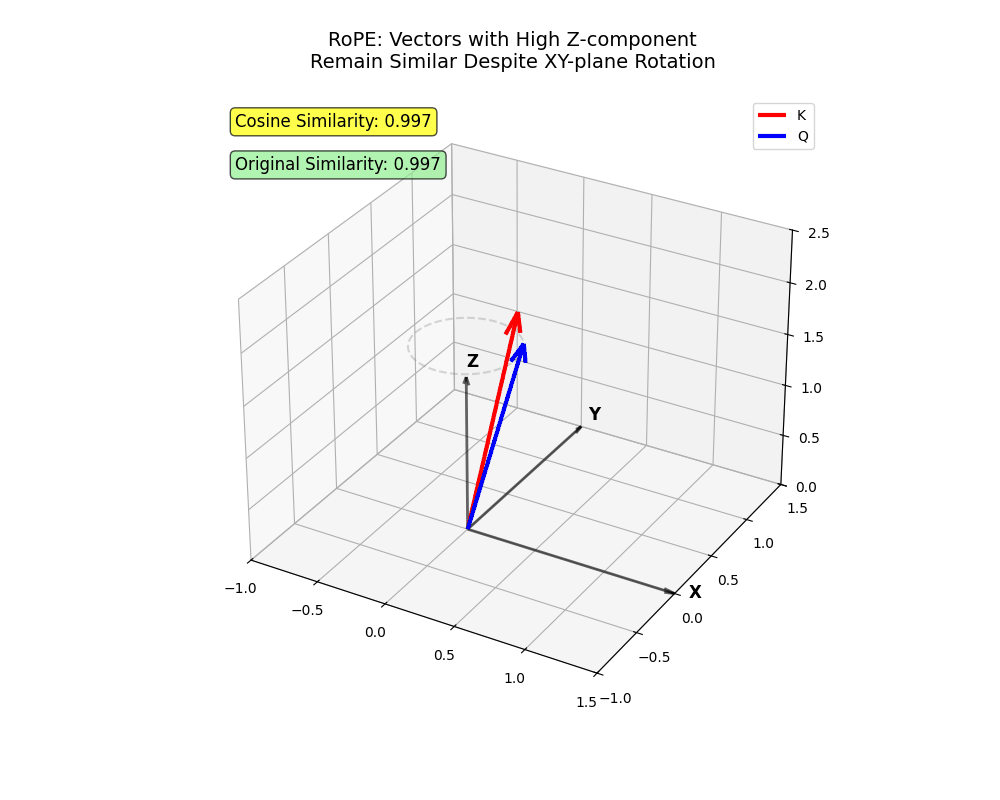 RoPE: Vectors with High Z-component
Remain Similar Despite XY-plane Rotation
Cosine Similarity: 0.997
Original Similarity: 0.997
K
Q
Z
Y
X
2.5
2.0
1.5
1.0
0.5
0.0
1.5
1.0
0.5
0.0
−0.5
−1.0
−1.0
−0.5
0.0
0.5
1.0
1.5